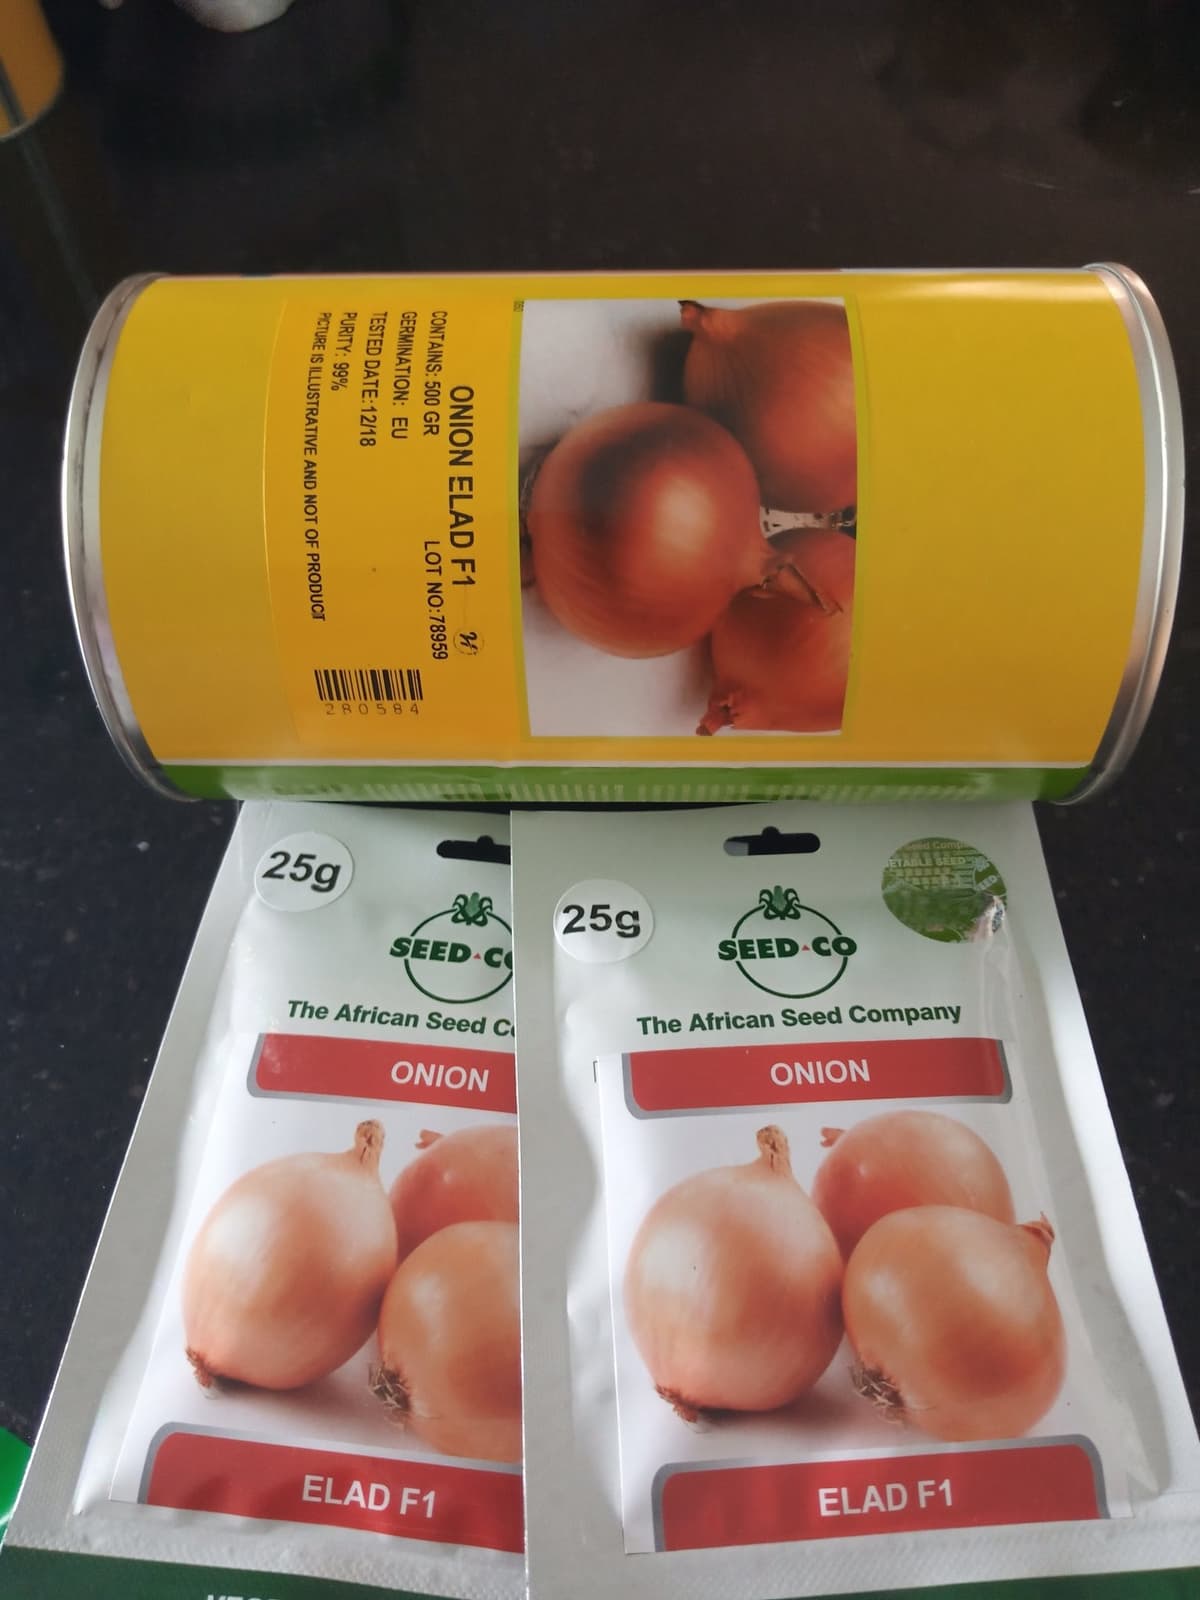 ONION ELAD F1
CONTAINS: 500 GR LOT NO:78959
GERMINATION: EU
TESTED DATE:12/18
PURITY: 99%
PICTURE IS ILLUSTRATIVE AND NOT OF PRODUCT
280584
25g
SEED CO
The African Seed Co
ONION
ELAD F1
25g
SEED CO
The African Seed Company
ONION
ELAD F1